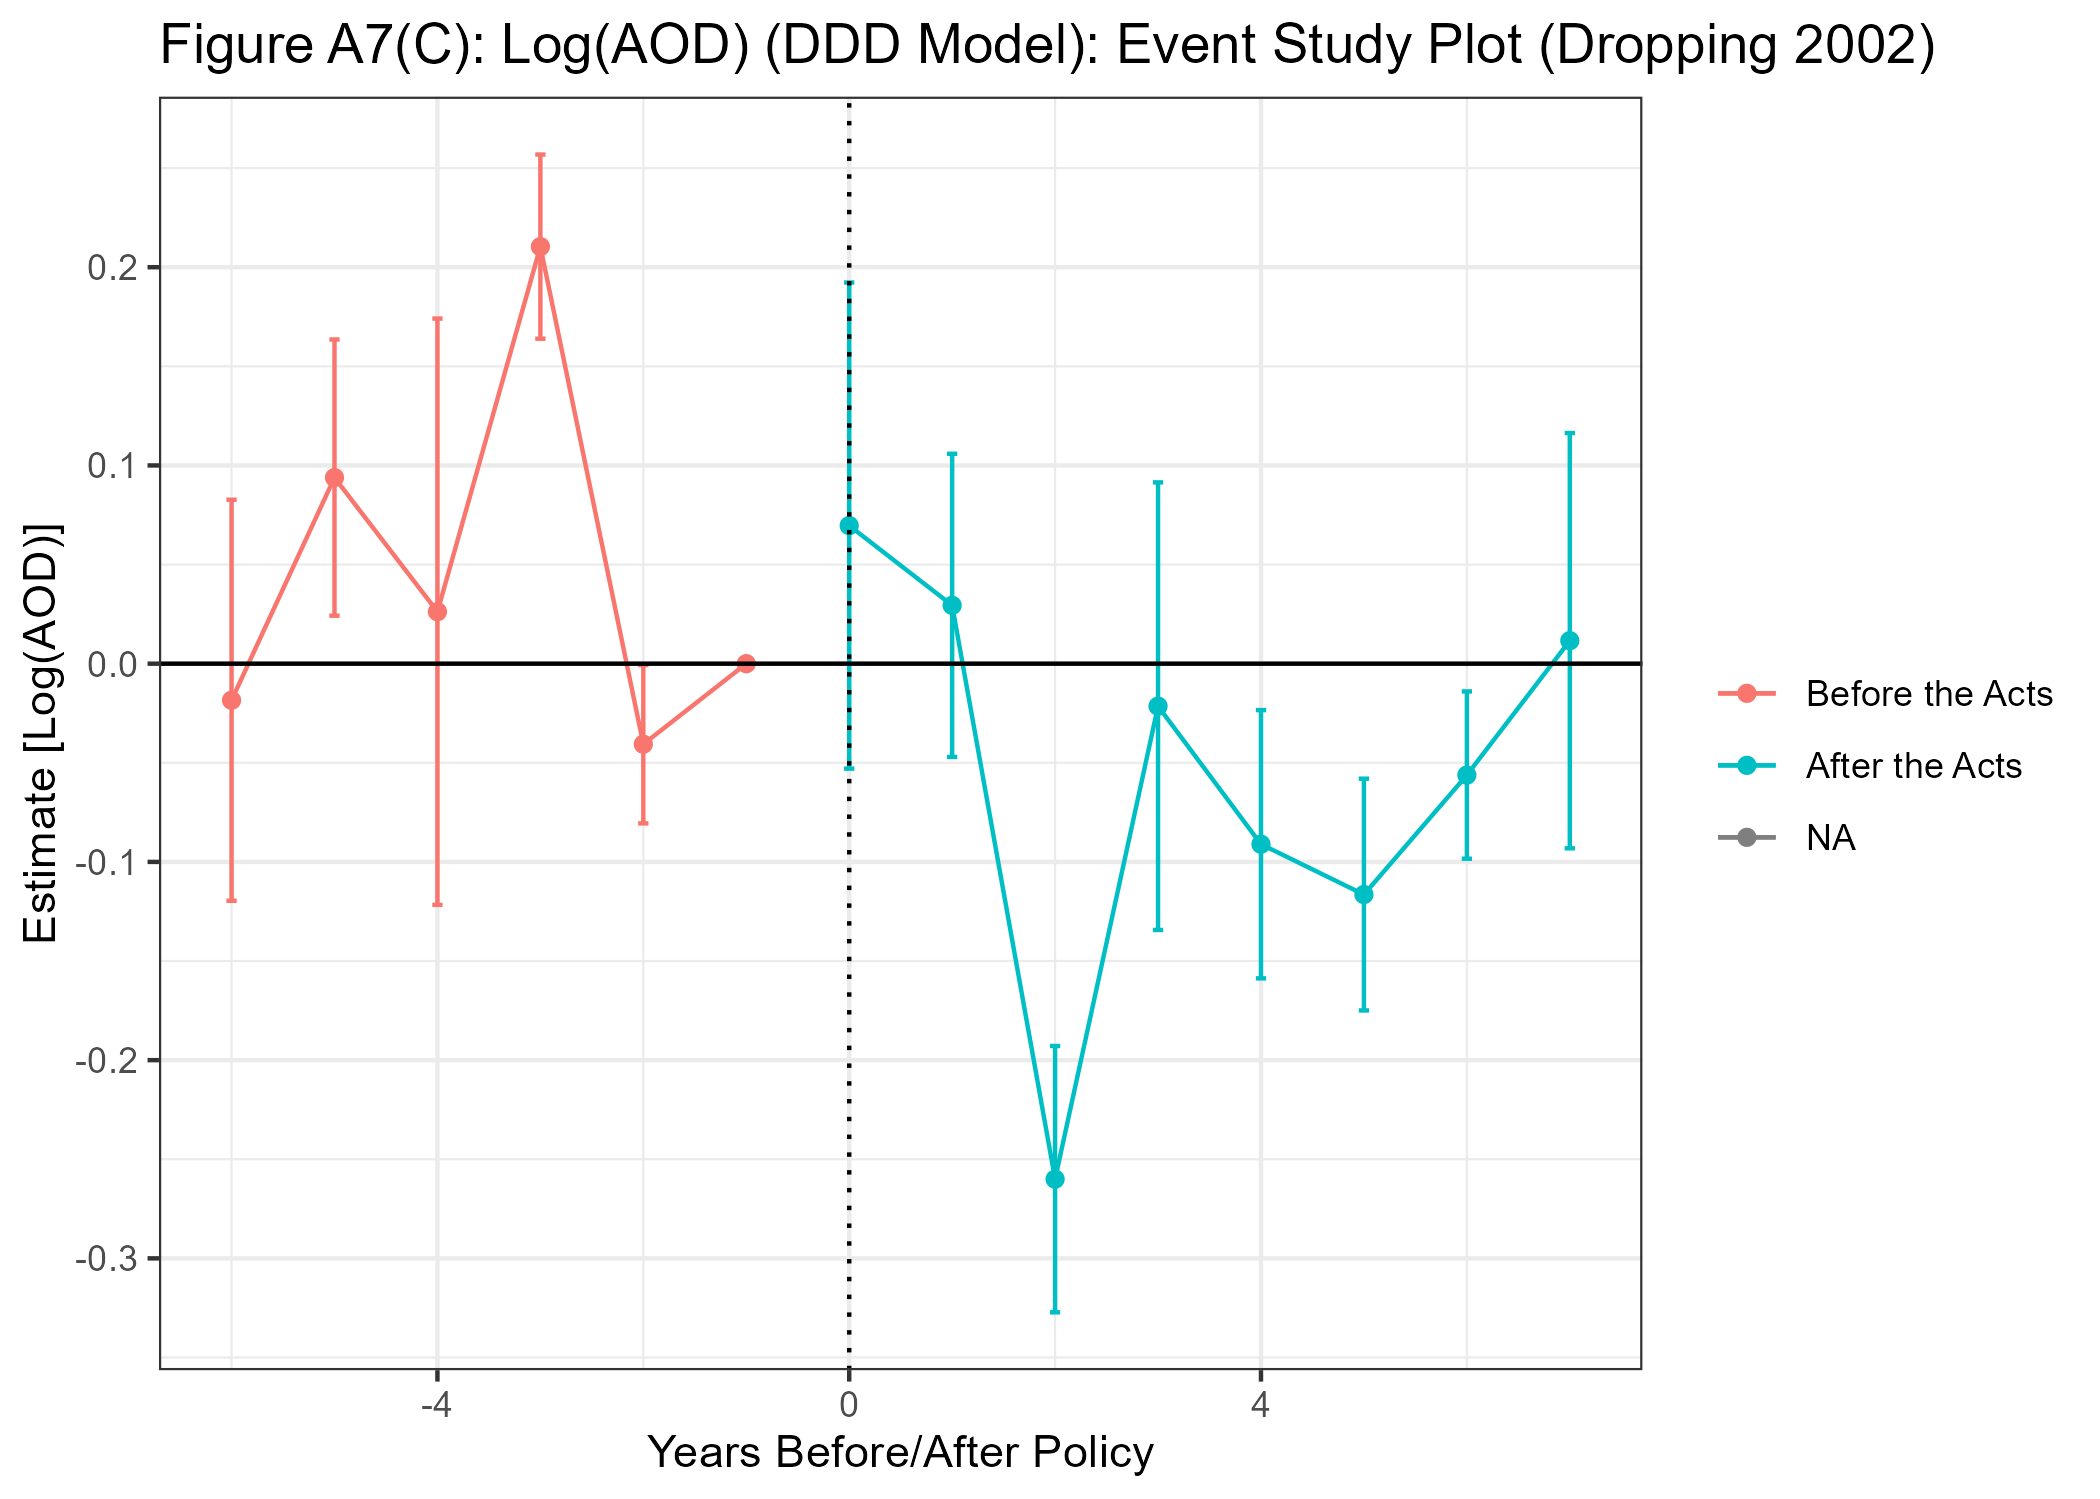 Figure A7(C): Log(AOD) (DDD Model): Event Study Plot (Dropping 2002)
Estimate [Log(AOD)]
0.2
0.1
0.0
-0.1
-0.2
-0.3
-4
0
4
Years Before/After Policy
Before the Acts
After the Acts
NA